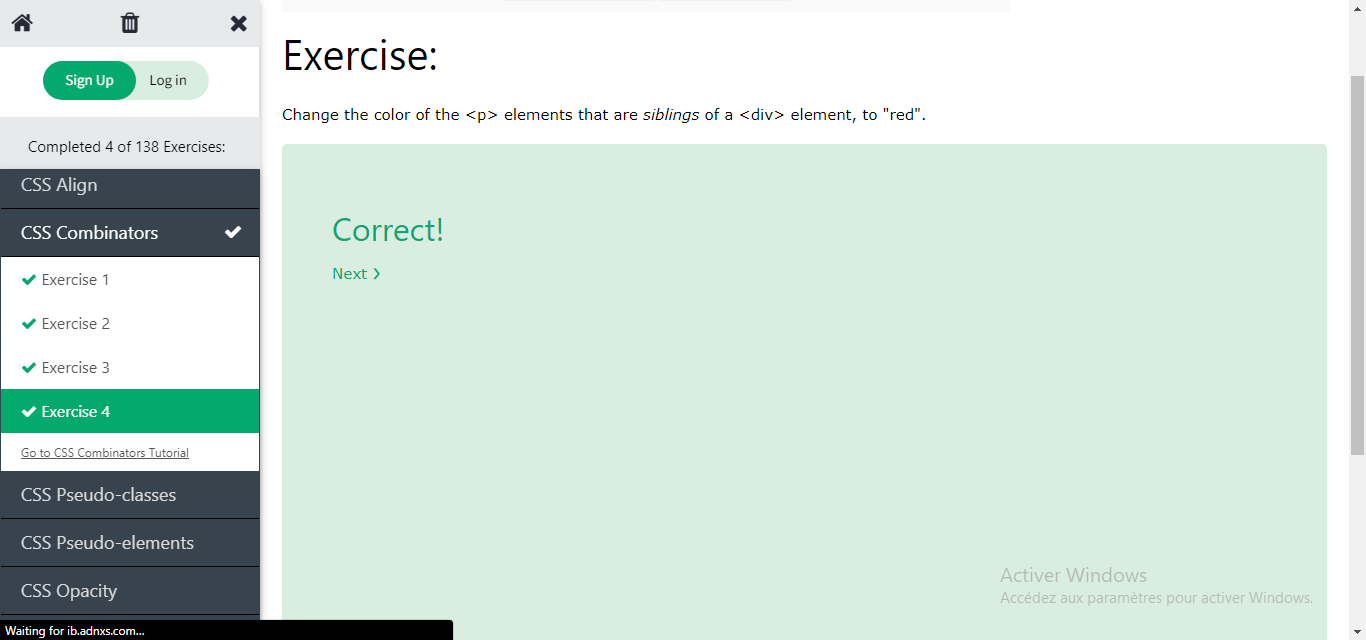 Sign Up
Log in
Completed 4 of 138 Exercises:
CSS Align
CSS Combinators
Exercise 1
Exercise 2
Exercise 3
Exercise 4
Go to CSS Combinators Tutorial
CSS Pseudo-classes
CSS Pseudo-elements
CSS Opacity
Waiting for ib.adnxs.com...
Exercise:
Change the color of the <p> elements that are siblings of a <div> element, to "red".
Correct!
Next ❯
Activer Windows
Accédez aux paramètres pour activer Windows.